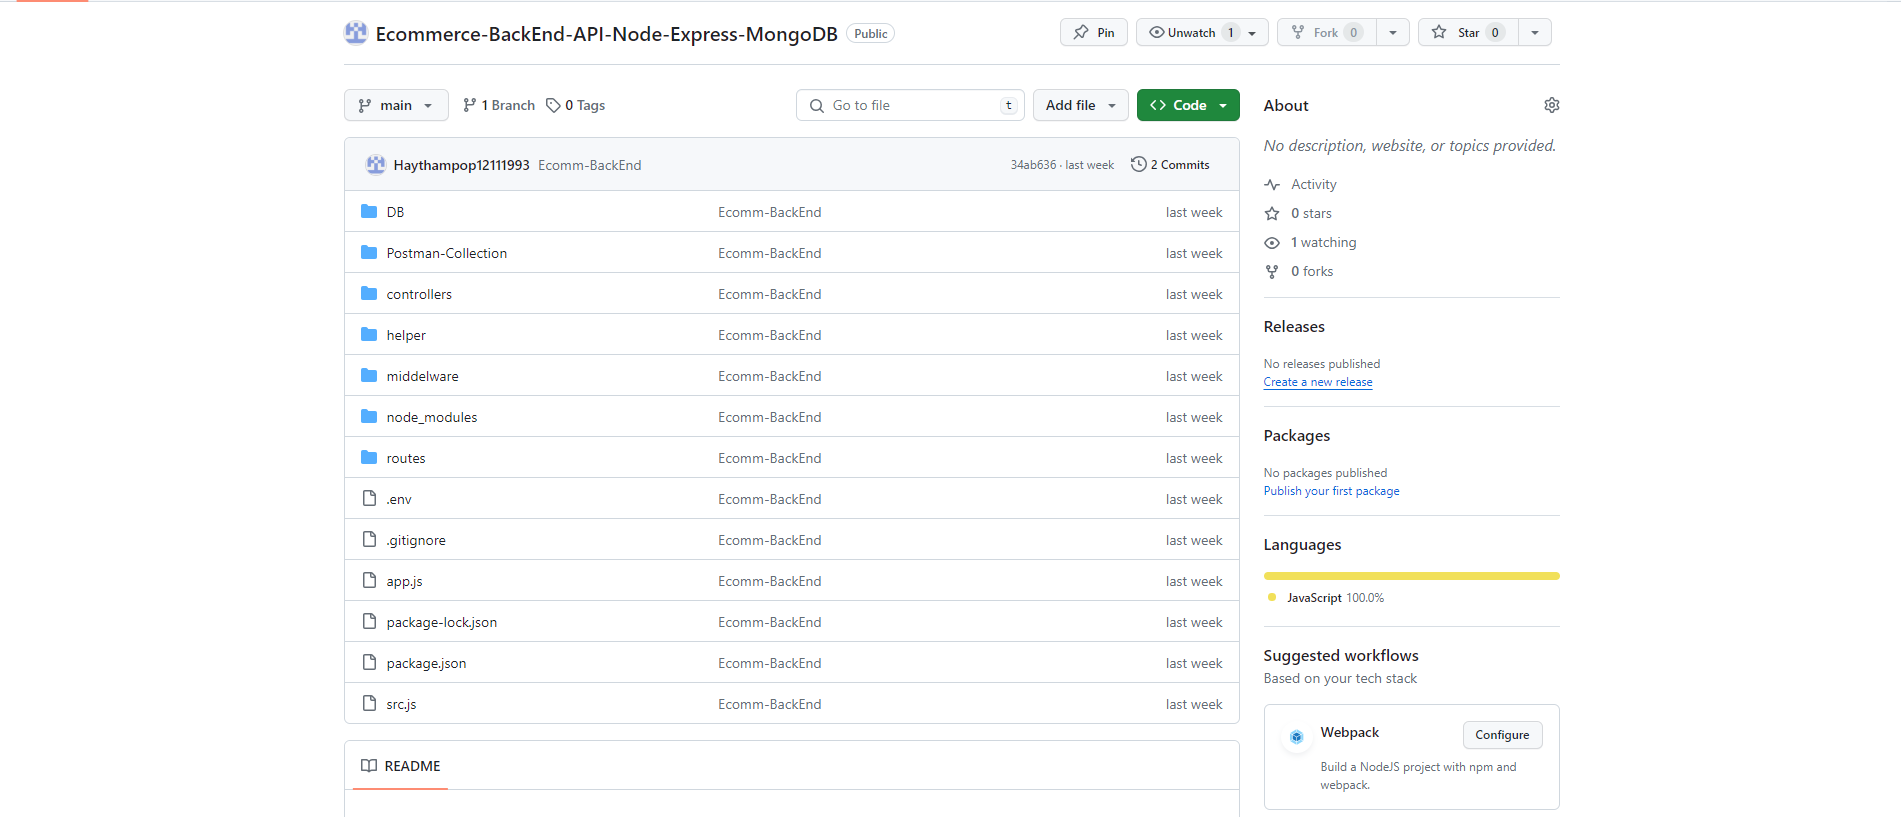 Ecommerce-BackEnd-API-Node-Express-MongoDB Public Pin Unwatch 1 Fork 0 Star 0
main 1 Branch 0 Tags Go to file t Add file Code
Haythampop12111993 Ecomm-BackEnd 34ab636 · last week 2 Commits
DB Ecomm-BackEnd last week
Postman-Collection Ecomm-BackEnd last week
controllers Ecomm-BackEnd last week
helper Ecomm-BackEnd last week
middelware Ecomm-BackEnd last week
node_modules Ecomm-BackEnd last week
routes Ecomm-BackEnd last week
.env Ecomm-BackEnd last week
.gitignore Ecomm-BackEnd last week
app.js Ecomm-BackEnd last week
package-lock.json Ecomm-BackEnd last week
package.json Ecomm-BackEnd last week
src.js Ecomm-BackEnd last week
README
About
No description, website, or topics provided.
Activity
0 stars
1 watching
0 forks
Releases
No releases published
Create a new release
Packages
No packages published
Publish your first package
Languages
JavaScript 100.0%
Suggested workflows
Based on your tech stack
Webpack Configure
Build a NodeJS project with npm and
webpack.